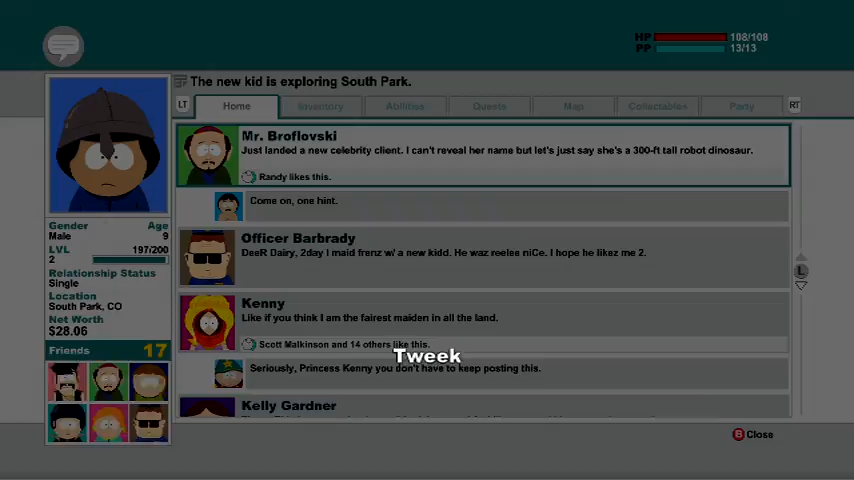 HP 108/108
PP 13/13
The new kid is exploring South Park.
LT Home Inventory Abilities Quests Map Collectables Party RT
Mr. Broflovski
Just landed a new celebrity client. I can't reveal her name but let's just say she's a 300-ft tall robot dinosaur.
Randy likes this.
Come on, one hint.
Gender Age
Male 9
LVL 197/200
2
Relationship Status
Single
Location
South Park, CO
Net Worth
$28.06
Friends 17
Officer Barbrady
DeeR Dairy, 2day I maid frenz w/ a new kidd. He waz reelee niCe. I hope he likez me 2.
L
Kenny
Like if you think I am the fairest maiden in all the land.
Scott Malkinson and 14 others like this.
Tweek
Seriously, Princess Kenny you don't have to keep posting this.
Kelly Gardner
B Close